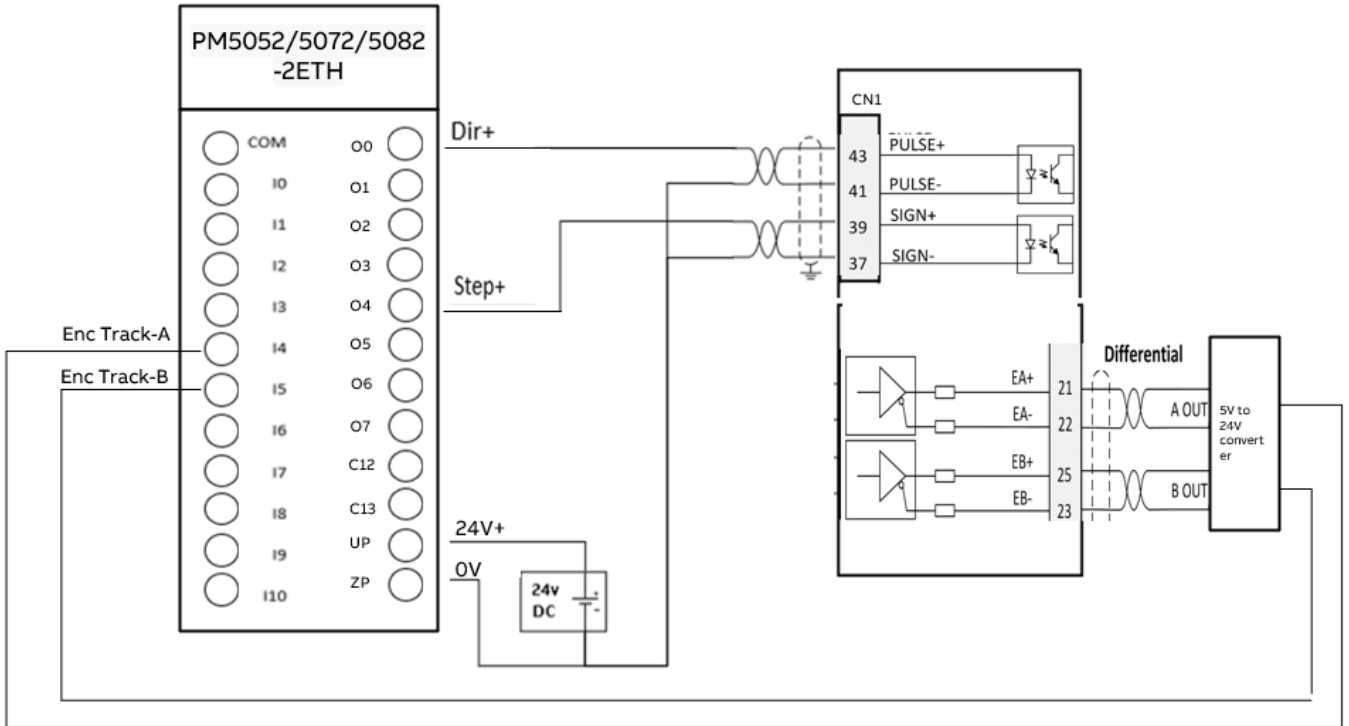 PM5052/5072/5082
-2ETH
COM
I0
I1
I2
I3
I4
I5
I6
I7
I8
I9
I10
O0
O1
O2
O3
O4
O5
O6
O7
C12
C13
UP
ZP
Dir+
Step+
Enc Track-A
Enc Track-B
24V+
0V
24v
DC
+
-
CN1
43
PULSE+
41
PULSE-
39
SIGN+
37
SIGN-
Differential
EA+
21
EA-
22
A OUT
EB+
25
EB-
23
B OUT
5V to
24V
convert
er